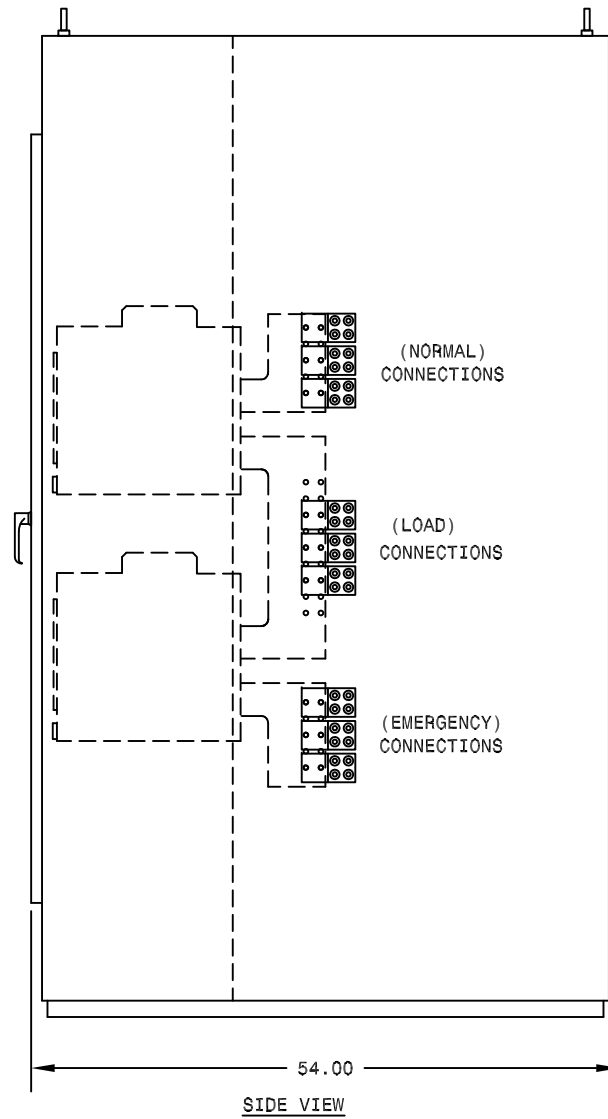 (NORMAL)
CONNECTIONS
(LOAD)
CONNECTIONS
(EMERGENCY)
CONNECTIONS
54.00
SIDE VIEW